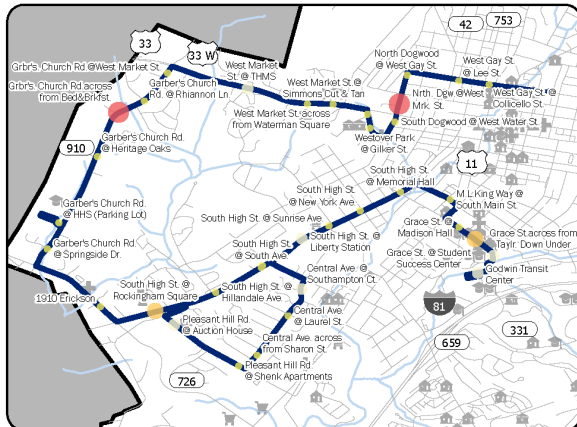 42
753
33
33 W
North Dogwood
@ West Gay St.
Grbr's. Church Rd @West Market St.
West Market
St. @ THMS
West Gay St.
@ Lee St.
Grbr's Church Rd across
from Bed&Brkfst.
Garber's Church
Rd. @ Rhiannon Ln.
West Market St @
Simmons Cut & Tan
Nrth. Dgw @West
Mrk. St.
West Gay St. @
Collicello St.
West Market St. across
from Waterman Square
South Dogwood @ West Water St.
Garber's Church Rd.
@ Heritage Oaks
Westover Park
@ Gilker St.
910
11
South High St.
@ Memorial Hall
M L King Way @
South Main St.
South High St.
@ New York Ave
Garber's Church Rd.
@ HHS (Parking Lot)
South High St. @ Sunrise Ave.
Grace St. @
Madison Hall
Grace St across from
Taylr. Down Under
South High St. @
Liberty Station
Garber's Church Rd.
@ Springside Dr.
South High St.
@ South Ave.
Grace St. @ Student
Success Center
Central Ave @
Southampton Ct.
Godwin Transit
Center
South High St. @
Rockingham Square
South High St. @
Hillandale Ave.
1910 Erickson
81
Central Ave.
@ Laurel St.
Pleasant Hill Rd.
@ Auction House
331
659
Central Ave. across
from Sharon St.
Pleasant Hill Rd.
@ Shenk Apartments
726